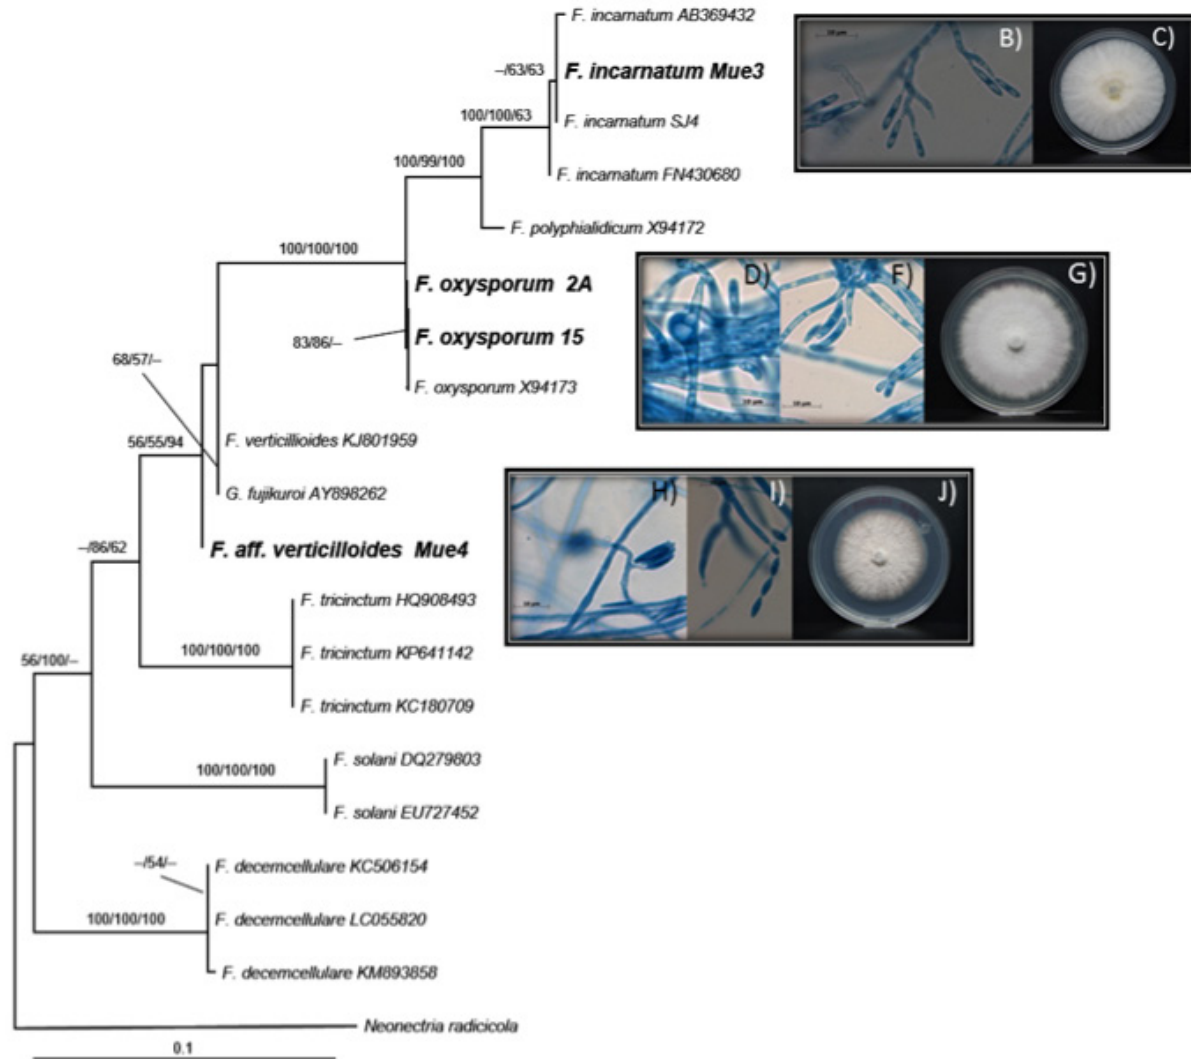 F. incarnatum AB369432
B)
C)
–/63/63
F. incarnatum Mue3
100/100/63
F. incarnatum SJ4
100/99/100
F. incarnatum FN430680
F. polyphialidicum X94172
100/100/100
F. oxysporum 2A
D)
F)
G)
83/86/–
F. oxysporum 15
68/57/–
F. oxysporum X94173
56/55/94
F. verticillioides KJ801959
G. fujikuroi AY898262
H)
I)
J)
–/86/62
F. aff. verticilloides Mue4
F. tricinctum HQ908493
100/100/100
F. tricinctum KP641142
56/100/–
F. tricinctum KC180709
F. solani DQ279803
100/100/100
F. solani EU727452
–/54/–
F. decemcellulare KC506154
100/100/100
F. decemcellulare LC055820
F. decemcellulare KM893858
Neonectria radicicola
0.1